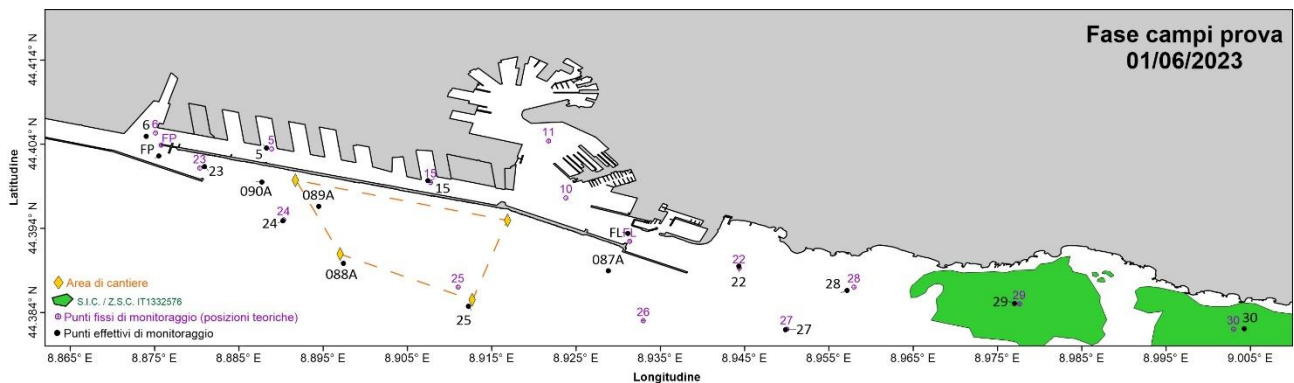 Fase campi prova
01/06/2023
Latitudine
44.414° N
44.404° N
44.394° N
44.384° N
6
6
FP
FP
23
23
5
5
15
15
11
10
090A
089A
24
24
088A
25
25
FL
FL
087A
22
22
26
27
27
28
28
29
29
30
30
Area di cantiere
S.I.C. / Z.S.C. IT1332576
Punti fissi di monitoraggio (posizioni teoriche)
Punti effettivi di monitoraggio
8.865° E
8.875° E
8.885° E
8.895° E
8.905° E
8.915° E
8.925° E
8.935° E
8.945° E
8.955° E
8.965° E
8.975° E
8.985° E
8.995° E
9.005° E
Longitudine